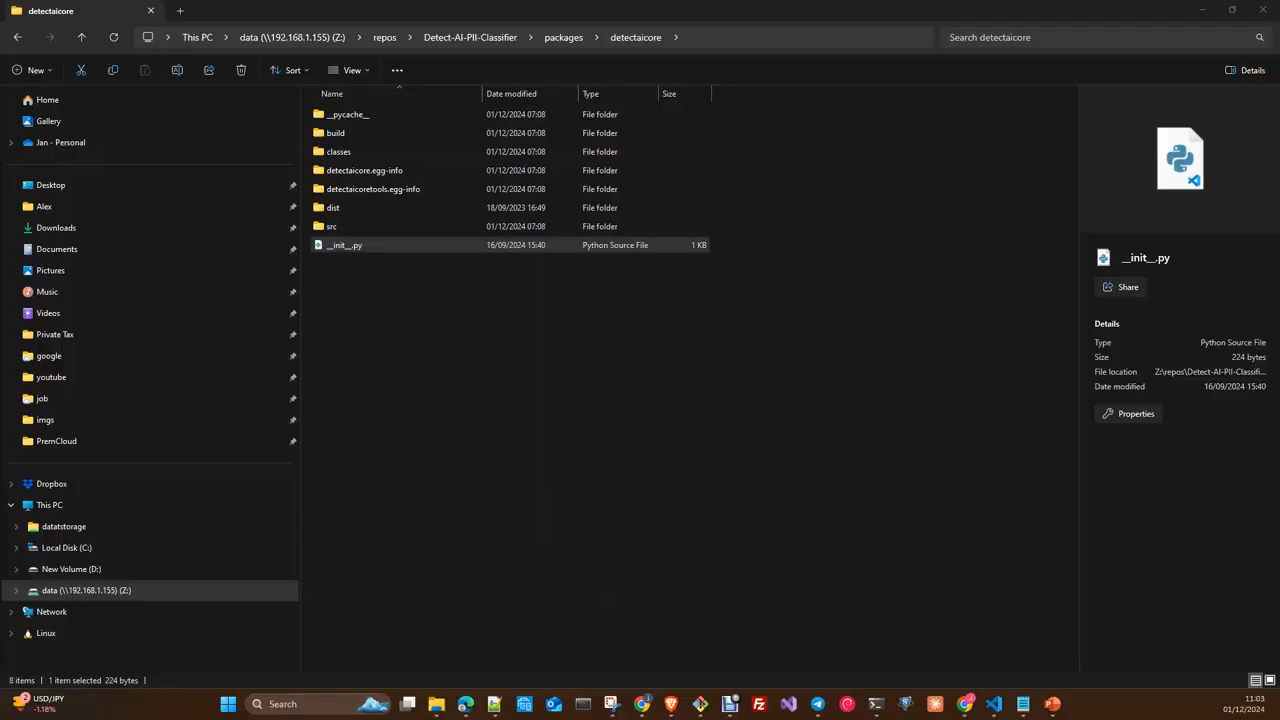 detectaicore
This PC
data (\\192.168.1.155) (Z:)
repos
Detect-AI-PII-Classifier
packages
detectaicore
Search detectaicore
New
Sort
View
Details
Home
Gallery
Jan - Personal
Desktop
Alex
Downloads
Documents
Pictures
Music
Videos
Private Tax
google
youtube
job
imgs
PremCloud
Dropbox
This PC
datatstorage
Local Disk (C:)
New Volume (D:)
data (\\192.168.1.155) (Z:)
Network
Linux
Name Date modified Type Size
__pycache__ 01/12/2024 07:08 File folder
build 01/12/2024 07:08 File folder
classes 01/12/2024 07:08 File folder
detectaicore.egg-info 01/12/2024 07:08 File folder
detectaicoretools.egg-info 01/12/2024 07:08 File folder
dist 18/09/2023 16:49 File folder
src 01/12/2024 07:08 File folder
__init__.py 16/09/2024 15:40 Python Source File 1 KB
__init__.py
Share
Details
Type Python Source File
Size 224 bytes
File location Z:\repos\Detect-AI-PII-Classifi...
Date modified 16/09/2024 15:40
Properties
8 items 1 item selected 224 bytes
2
USD/JPY
-1.18%
Search
11:03
01/12/2024